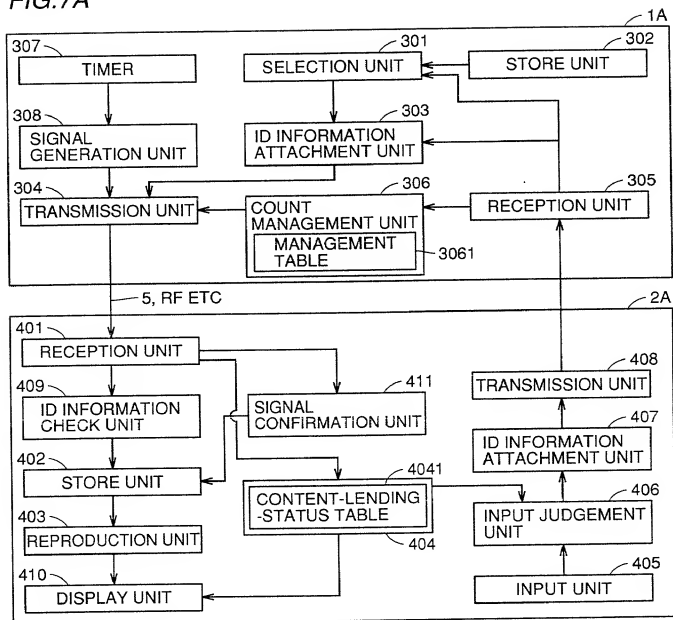 FIG.7A
1A
307
TIMER
301
SELECTION UNIT
302
STORE UNIT
308
SIGNAL
GENERATION UNIT
303
ID INFORMATION
ATTACHMENT UNIT
304
TRANSMISSION UNIT
306
COUNT
MANAGEMENT UNIT
MANAGEMENT
TABLE
3061
305
RECEPTION UNIT
5, RF ETC
2A
401
RECEPTION UNIT
409
ID INFORMATION
CHECK UNIT
411
SIGNAL
CONFIRMATION UNIT
408
TRANSMISSION UNIT
407
ID INFORMATION
ATTACHMENT UNIT
402
STORE UNIT
4041
CONTENT-LENDING
-STATUS TABLE
404
406
INPUT JUDGEMENT
UNIT
403
REPRODUCTION UNIT
410
DISPLAY UNIT
405
INPUT UNIT